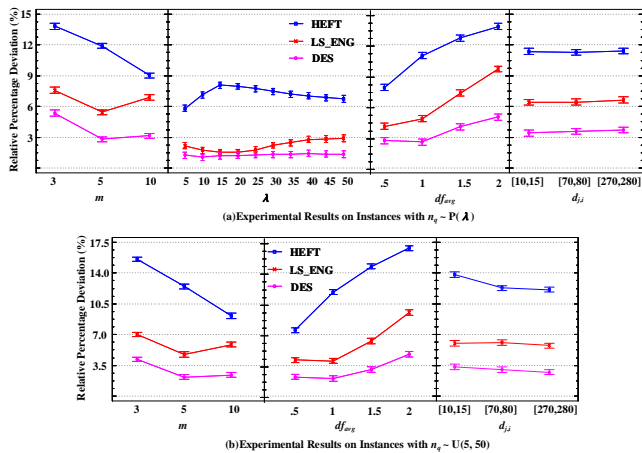 Relative Percentage Deviation (%)
15
12
9
6
3
HEFT
LS_ENG
DES
3 5 10
m
5 10 15 20 25 30 35 40 45 50
λ
.5 1 1.5 2
df_avg
[10,15] [70,80] [270,280]
d_j,i
(a)Experimental Results on Instances with n_q ~ P( λ)
Relative Percentage Deviation (%)
17.5
14.0
10.5
7.0
3.5
HEFT
LS_ENG
DES
3 5 10
m
.5 1 1.5 2
df_avg
[10,15] [70,80] [270,280]
d_j,i
(b)Experimental Results on Instances with n_q ~ U(5, 50)